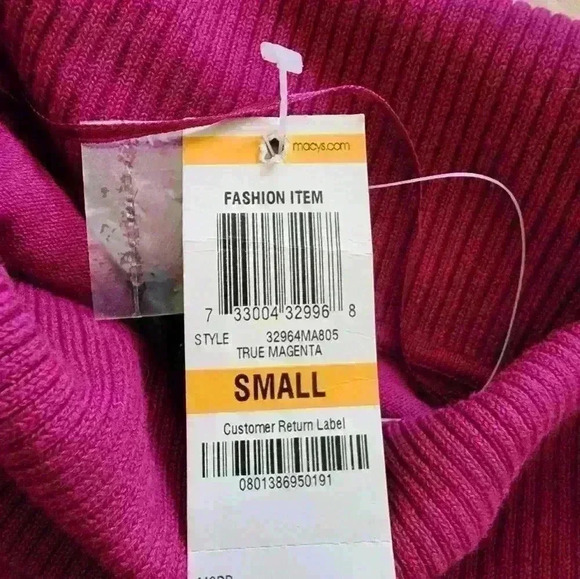 macys.com
FASHION ITEM
7 33004 32996 8
STYLE 32964MA805
TRUE MAGENTA
SMALL
Customer Return Label
0801386950191